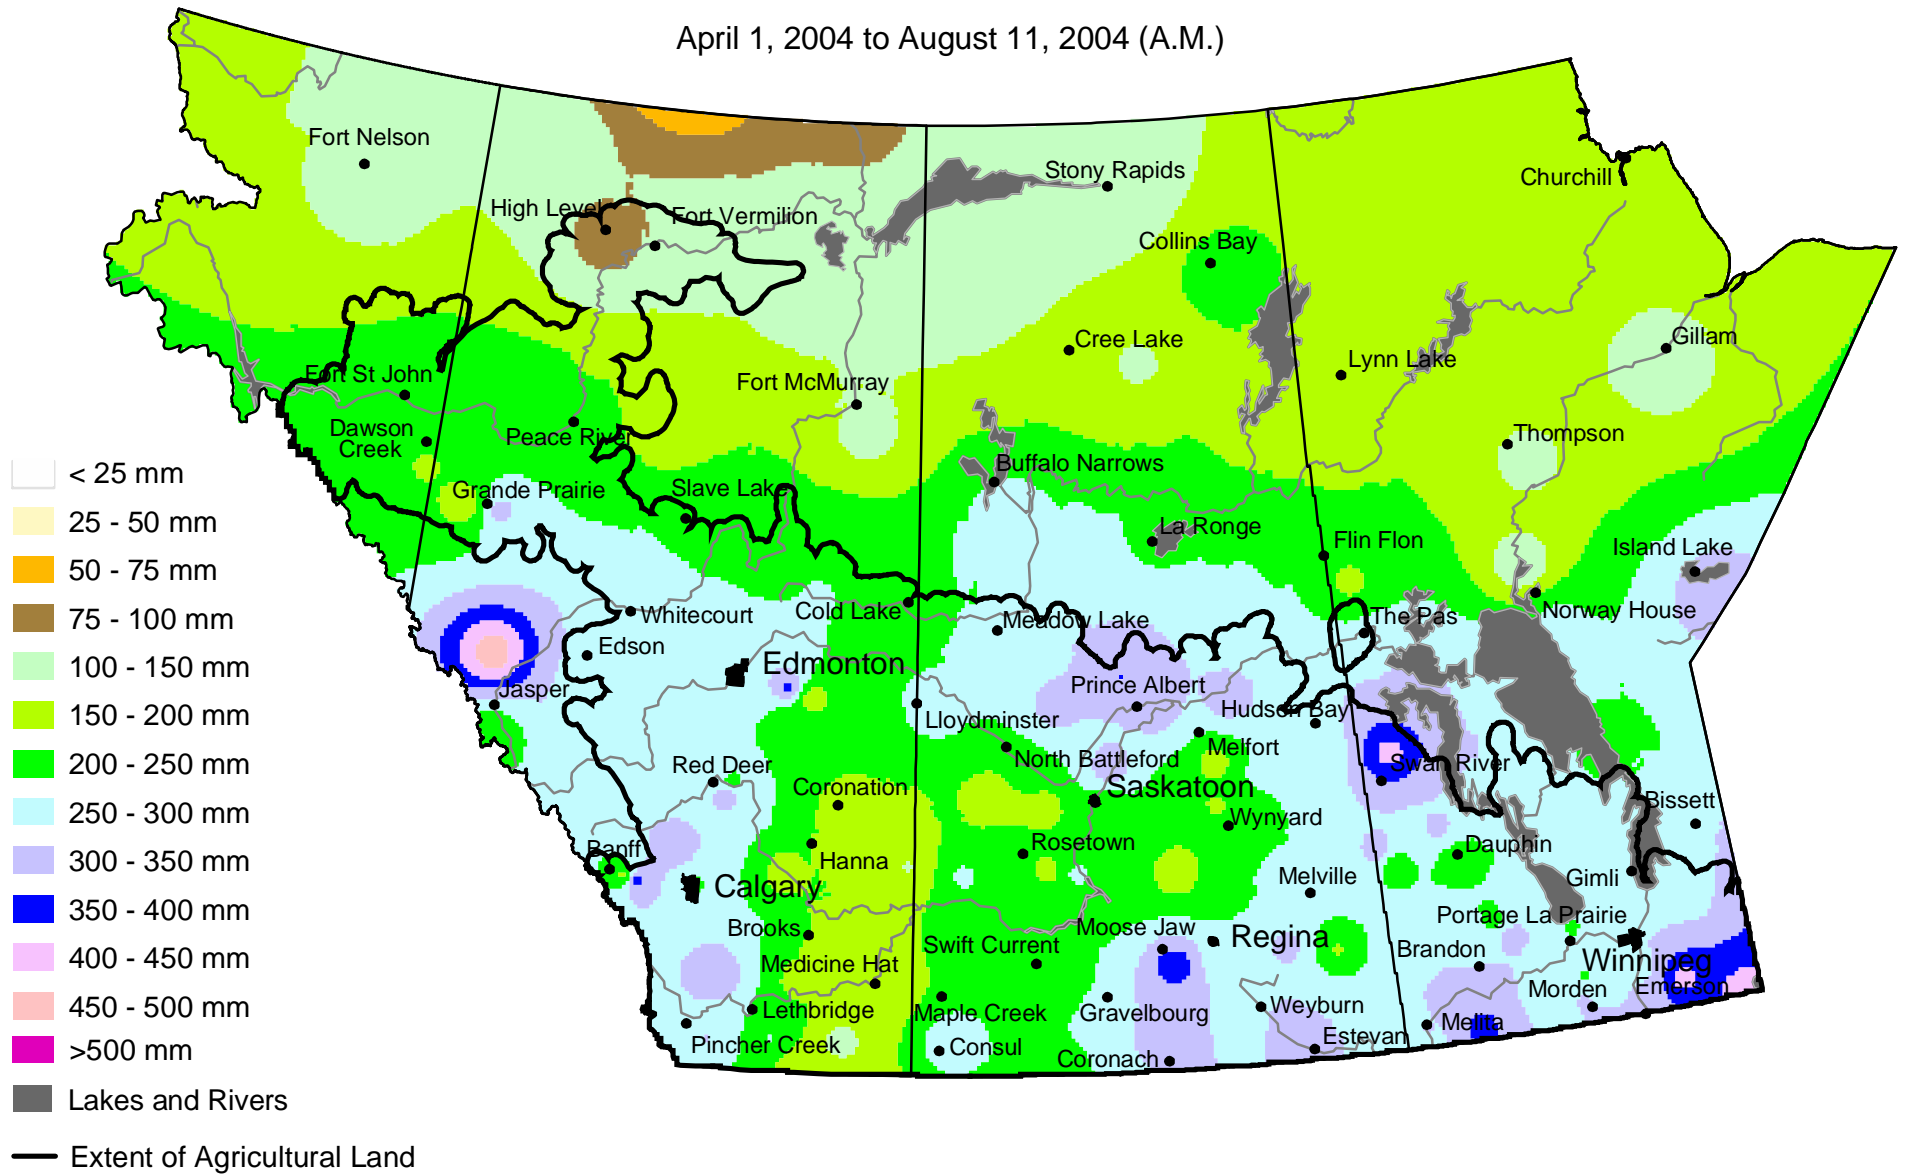 April 1, 2004 to August 11, 2004 (A.M.)
Fort Nelson
Stony Rapids
Churchill
High Level
Fort Vermilion
Collins Bay
Cree Lake
Gillam
Lynn Lake
Fort St John
Fort McMurray
Dawson
Creek
Peace River
Thompson
Buffalo Narrows
Grande Prairie
Slave Lake
La Ronge
Flin Flon
Island Lake
Whitecourt
Cold Lake
Meadow Lake
The Pas
Norway House
Edson
Edmonton
Jasper
Prince Albert
Lloydminster
Hudson Bay
North Battleford
Melfort
Red Deer
Swan River
Coronation
Saskatoon
Bissett
Wynyard
Banff
Hanna
Rosetown
Dauphin
Calgary
Melville
Gimli
Brooks
Swift Current
Moose Jaw
Regina
Portage La Prairie
Brandon
Winnipeg
Medicine Hat
Morden
Emerson
Lethbridge
Maple Creek
Gravelbourg
Weyburn
Melita
Pincher Creek
Consul
Coronach
Estevan
< 25 mm
25 - 50 mm
50 - 75 mm
75 - 100 mm
100 - 150 mm
150 - 200 mm
200 - 250 mm
250 - 300 mm
300 - 350 mm
350 - 400 mm
400 - 450 mm
450 - 500 mm
>500 mm
Lakes and Rivers
Extent of Agricultural Land